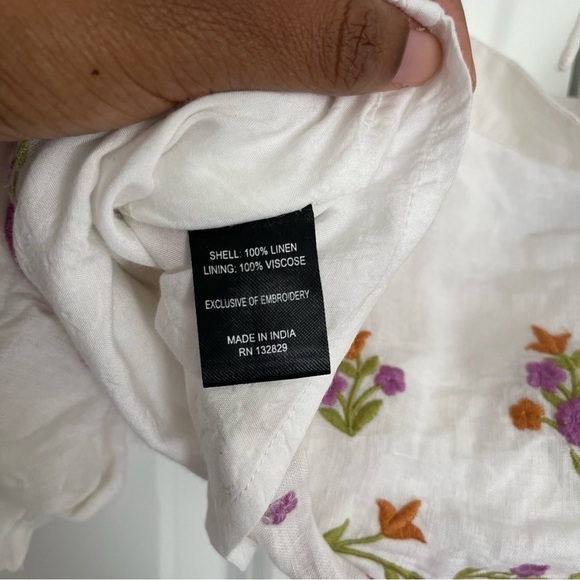 SHELL: 100% LINEN
LINING: 100% VISCOSE
EXCLUSIVE OF EMBROIDERY
MADE IN INDIA
RN 132829